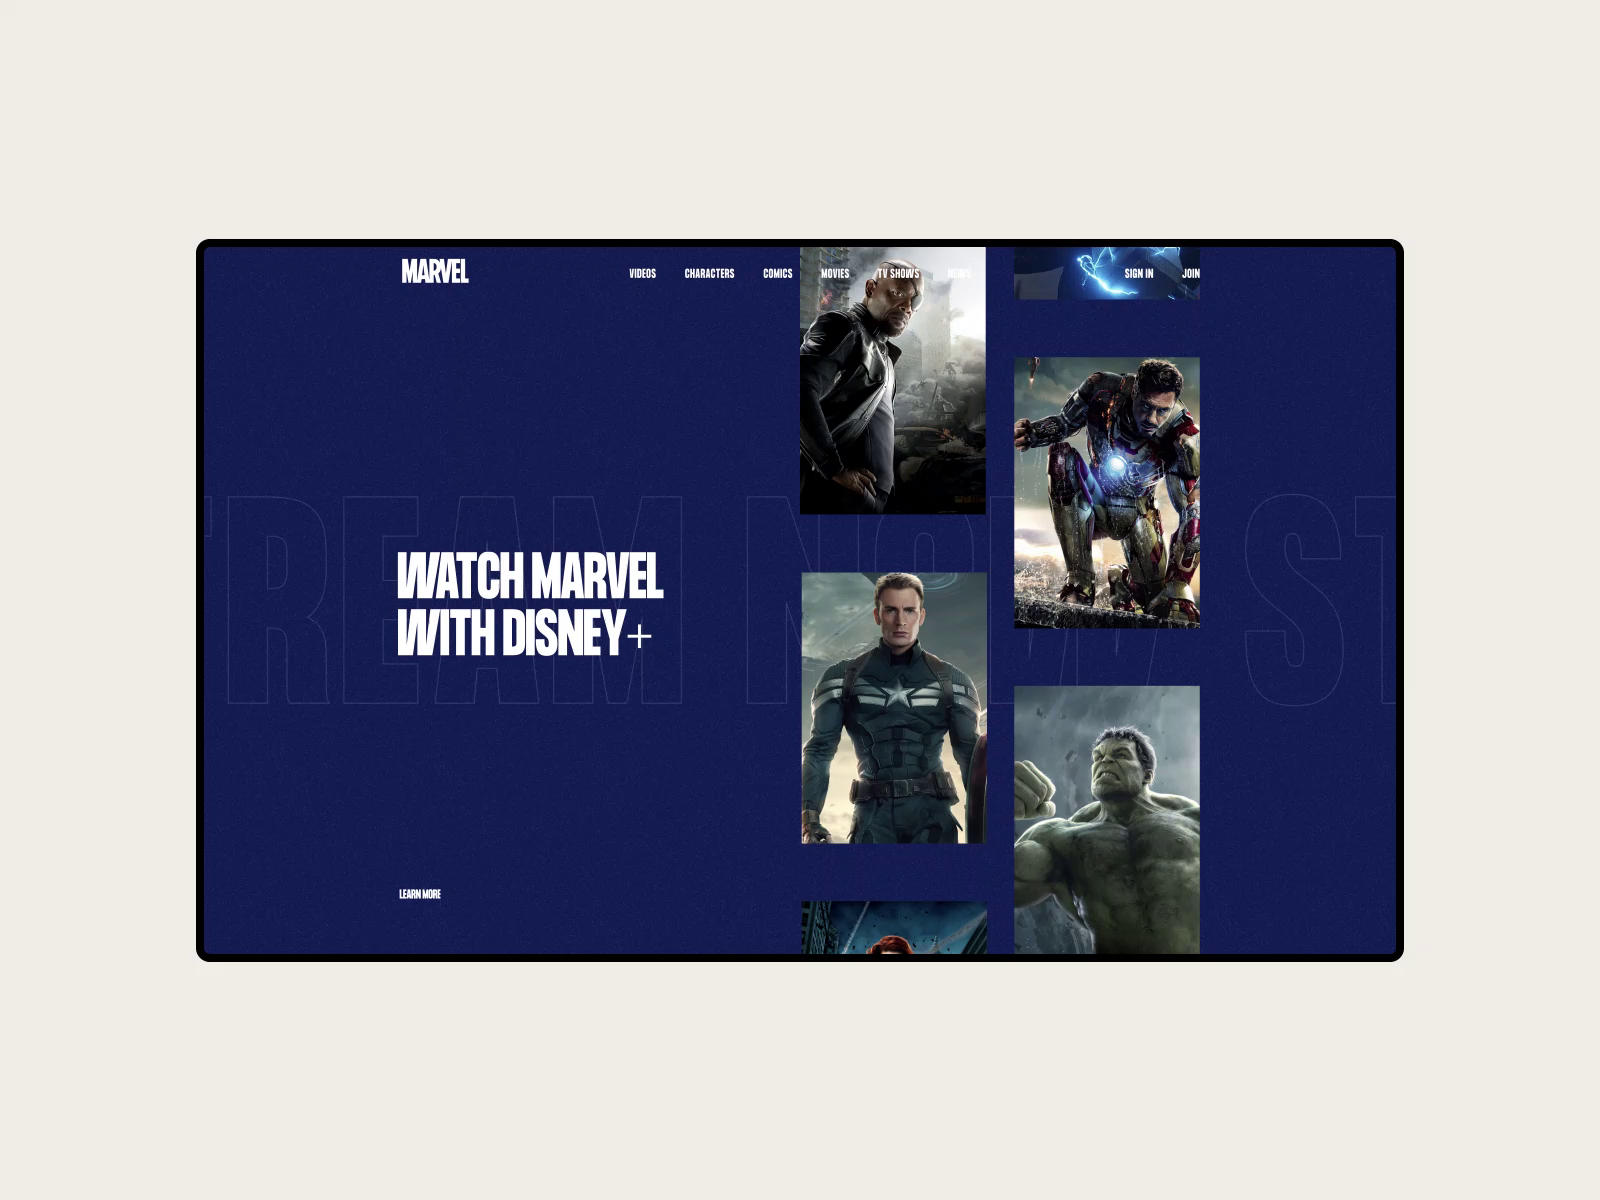 MARVEL
VIDEOS CHARACTERS COMICS MOVIES TV SHOWS NEWS SIGN IN JOIN
TREAM NOW ST
WATCH MARVEL
WITH DISNEY+
LEARN MORE